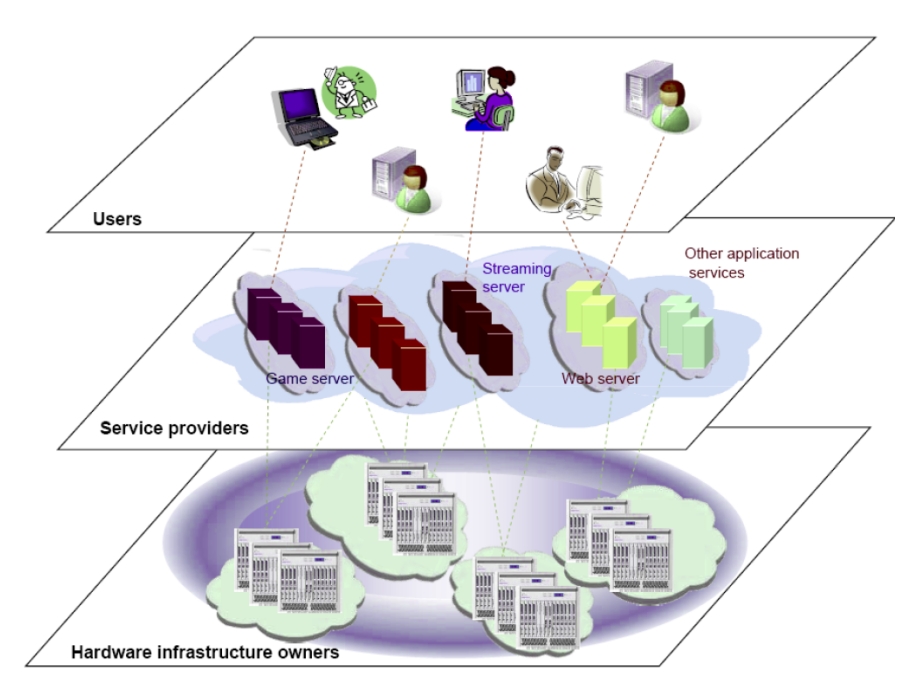 Users
Other application
services
Streaming
server
Game server
Web server
Service providers
Hardware infrastructure owners